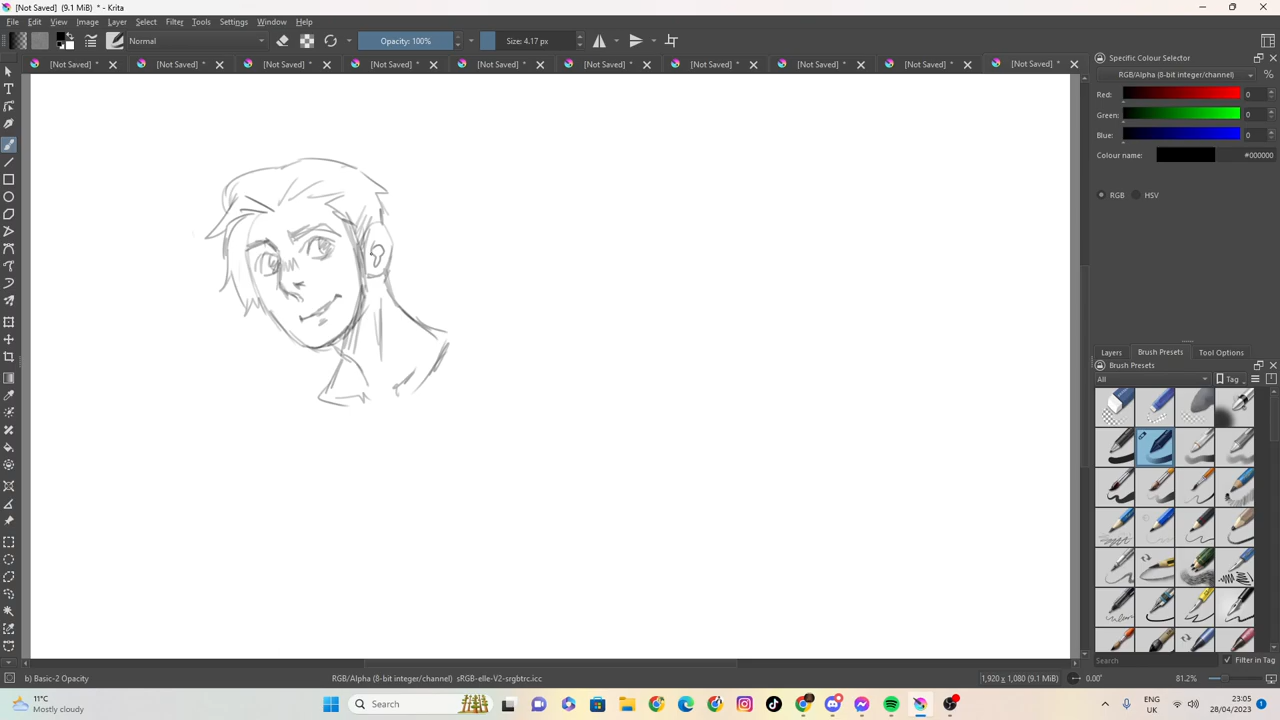 [Not Saved] (9.1 MiB) * - Krita
File Edit View Image Layer Select Filter Tools Settings Window Help
Normal Opacity: 100% Size: 4.17 px
[Not Saved] * [Not Saved] * [Not Saved] * [Not Saved] * [Not Saved] * [Not Saved] * [Not Saved] * [Not Saved] * [Not Saved] * [Not Saved] *
Specific Colour Selector
RGB/Alpha (8-bit integer/channel) %
Red: 0
Green: 0
Blue: 0
Colour name: #000000
RGB HSV
Layers Brush Presets Tool Options
Brush Presets
All Tag
Search Filter in Tag
b) Basic-2 Opacity RGB/Alpha (8-bit integer/channel) sRGB-elle-V2-srgbtrc.icc 1,920 x 1,080 (9.1 MiB) 0.00° 81.2%
11°C
Mostly cloudy
Search
ENG
UK
23:05
28/04/2023
1